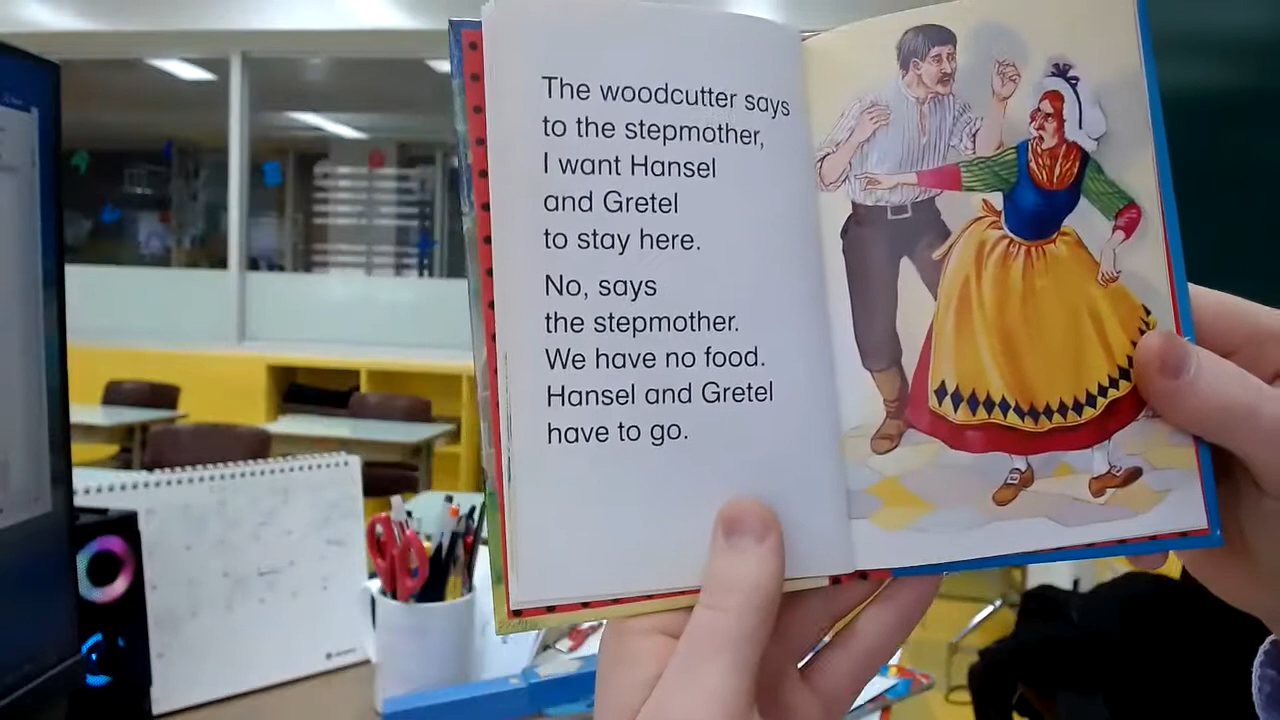 The woodcutter says
to the stepmother,
I want Hansel
and Gretel
to stay here.
No, says
the stepmother.
We have no food.
Hansel and Gretel
have to go.